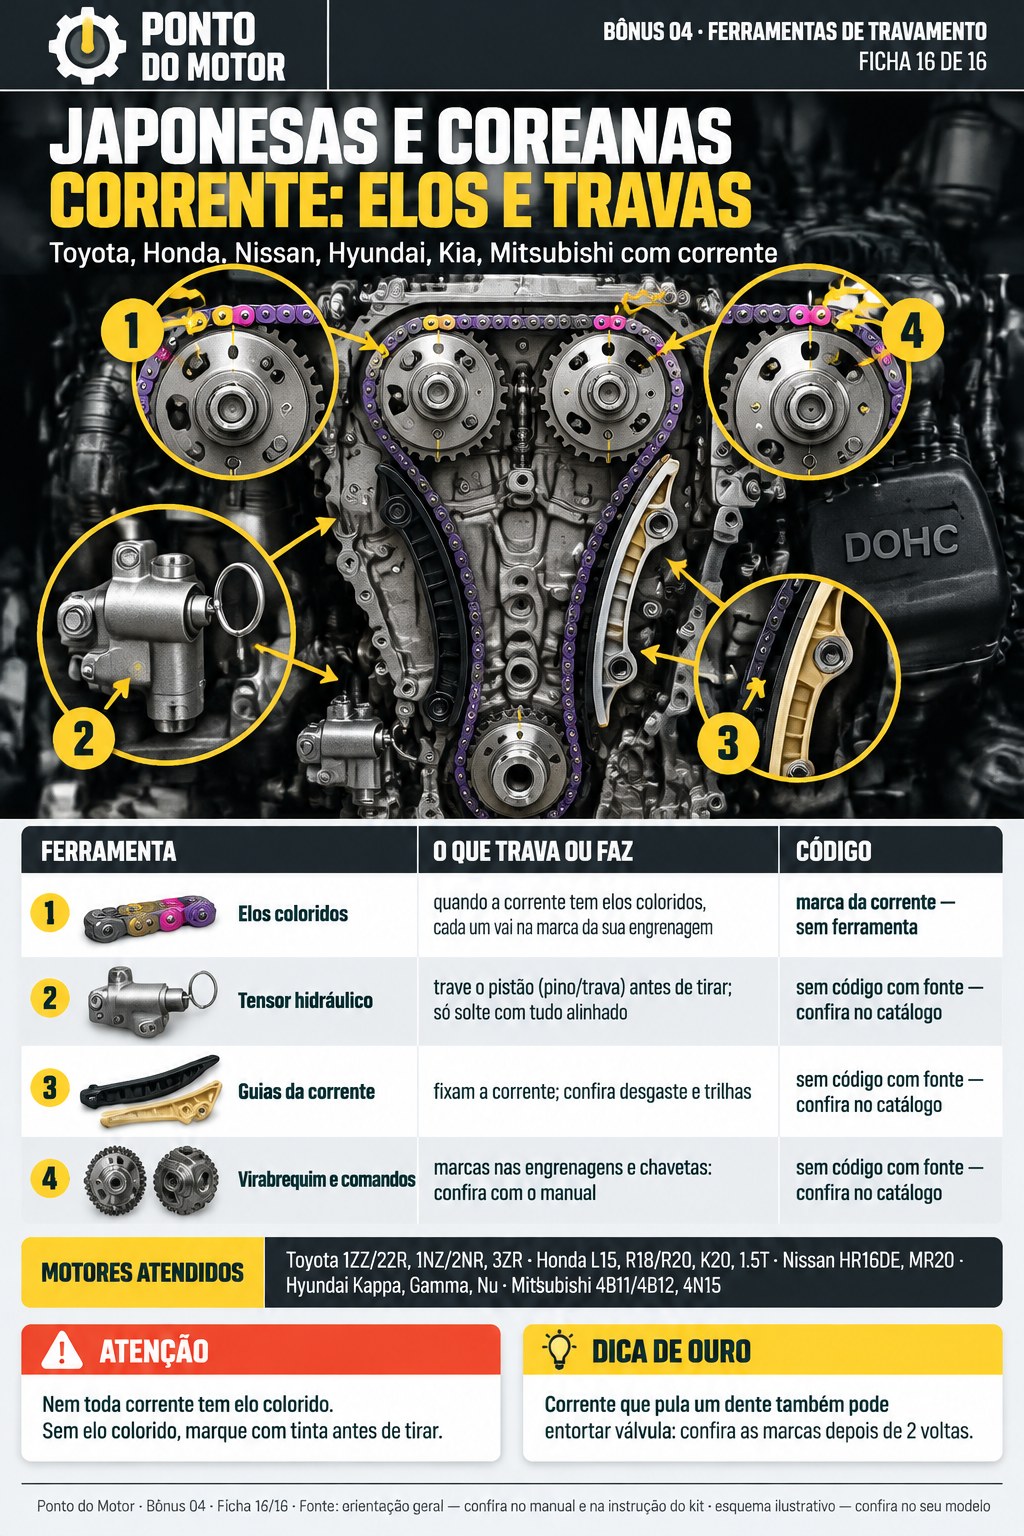 PONTO
DO MOTOR
BÔNUS 04 · FERRAMENTAS DE TRAVAMENTO
FICHA 16 DE 16
JAPONESAS E COREANAS
CORRENTE: ELOS E TRAVAS
Toyota, Honda, Nissan, Hyundai, Kia, Mitsubishi com corrente
1
4
DOHC
2
3
FERRAMENTA
O QUE TRAVA OU FAZ
CÓDIGO
1
Elos coloridos
quando a corrente tem elos coloridos,
cada um vai na marca da sua engrenagem
marca da corrente —
sem ferramenta
2
Tensor hidráulico
trave o pistão (pino/trava) antes de tirar;
só solte com tudo alinhado
sem código com fonte —
confira no catálogo
3
Guias da corrente
fixam a corrente; confira desgaste e trilhas
sem código com fonte —
confira no catálogo
4
Virabrequim e comandos
marcas nas engrenagens e chavetas:
confira com o manual
sem código com fonte —
confira no catálogo
MOTORES ATENDIDOS
Toyota 1ZZ/22R, 1NZ/2NR, 3ZR · Honda L15, R18/R20, K20, 1.5T · Nissan HR16DE, MR20 ·
Hyundai Kappa, Gamma, Nu · Mitsubishi 4B11/4B12, 4N15
ATENÇÃO
Nem toda corrente tem elo colorido.
Sem elo colorido, marque com tinta antes de tirar.
DICA DE OURO
Corrente que pula um dente também pode
entortar válvula: confira as marcas depois de 2 voltas.
Ponto do Motor · Bônus 04 · Ficha 16/16 · Fonte: orientação geral — confira no manual e na instrução do kit · esquema ilustrativo — confira no seu modelo